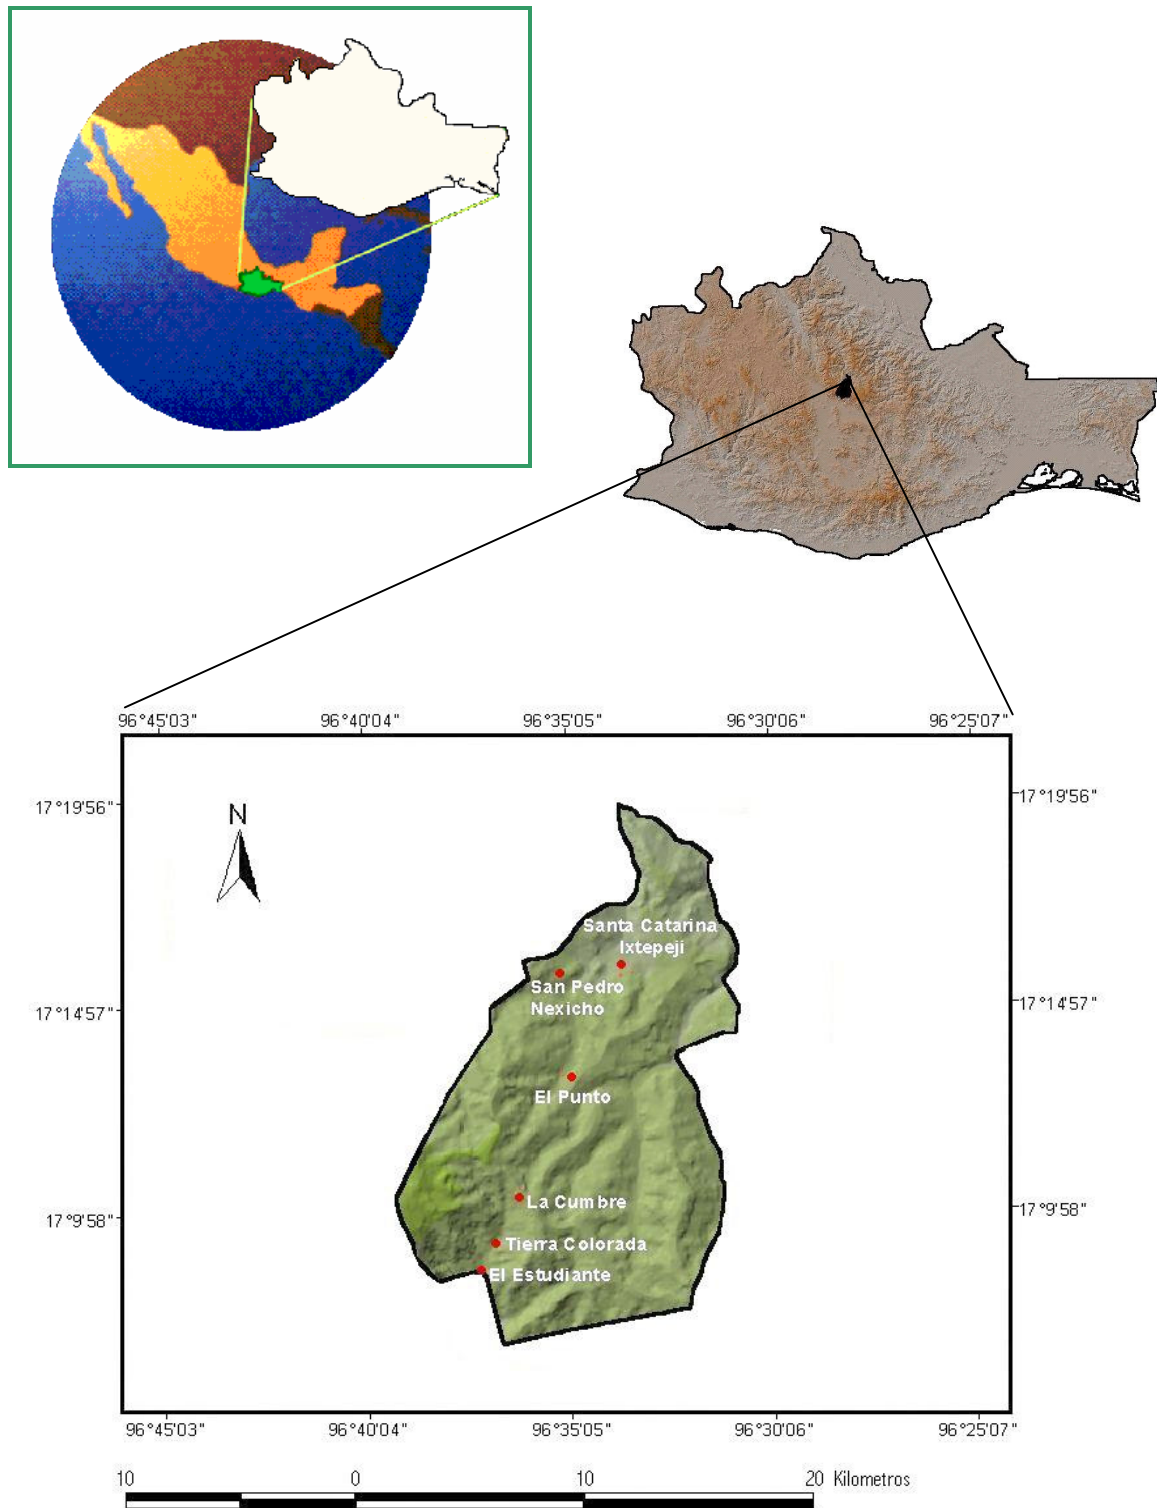 96°45'03" 96°40'04" 96°35'05" 96°30'06" 96°25'07"
17°19'56" 17°19'56"
N
Santa Catarina
Ixtepeji
San Pedro
Nexicho
17°14'57" 17°14'57"
El Punto
La Cumbre
17°9'58" 17°9'58"
Tierra Colorada
El Estudiante
96°45'03" 96°40'04" 96°35'05" 96°30'06" 96°25'07"
10 0 10 20 Kilometros